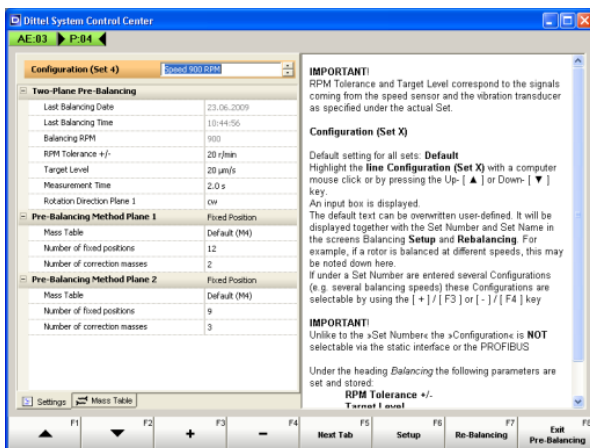 Dittel System Control Center
AE:03 P:04
Configuration (Set 4) Speed 900 RPM
Two-Plane Pre-Balancing
Last Balancing Date 23.06.2009
Last Balancing Time 10:44:56
Balancing RPM 900
RPM Tolerance +/- 20 r/min
Target Level 20 µm/s
Measurement Time 2.0 s
Rotation Direction Plane 1 cw
Pre-Balancing Method Plane 1 Fixed Position
Mass Table Default (M4)
Number of fixed positions 12
Number of correction masses 2
Pre-Balancing Method Plane 2 Fixed Position
Mass Table Default (M4)
Number of fixed positions 9
Number of correction masses 3
Settings Mass Table
IMPORTANT!
RPM Tolerance and Target Level correspond to the signals
coming from the speed sensor and the vibration transducer
as specified under the actual Set.
Configuration (Set X)
Default setting for all sets: Default
Highlight the line Configuration (Set X) with a computer
mouse click or by pressing the Up- [ ▲ ] or Down- [ ▼ ]
key.
An input box is displayed.
The default text can be overwritten user-defined. It will be
displayed together with the Set Number and Set Name in
the screens Balancing Setup and Rebalancing. For
example, if a rotor is balanced at different speeds, this may
be noted down here.
If under a Set Number are entered several Configurations
(e.g. several balancing speeds) these Configurations are
selectable by using the [ + ] / [ F3 ] or [ - ] / [ F4 ] key
IMPORTANT!
Unlike to the »Set Number« the »Configuration« is NOT
selectable via the static interface or the PROFIBUS
Under the heading Balancing the following parameters are
set and stored:
RPM Tolerance +/-
Target Level
F1 F2 F3 F4 F5 F6 F7 F8
+ - Next Tab Setup Re-Balancing Exit
Pre-Balancing